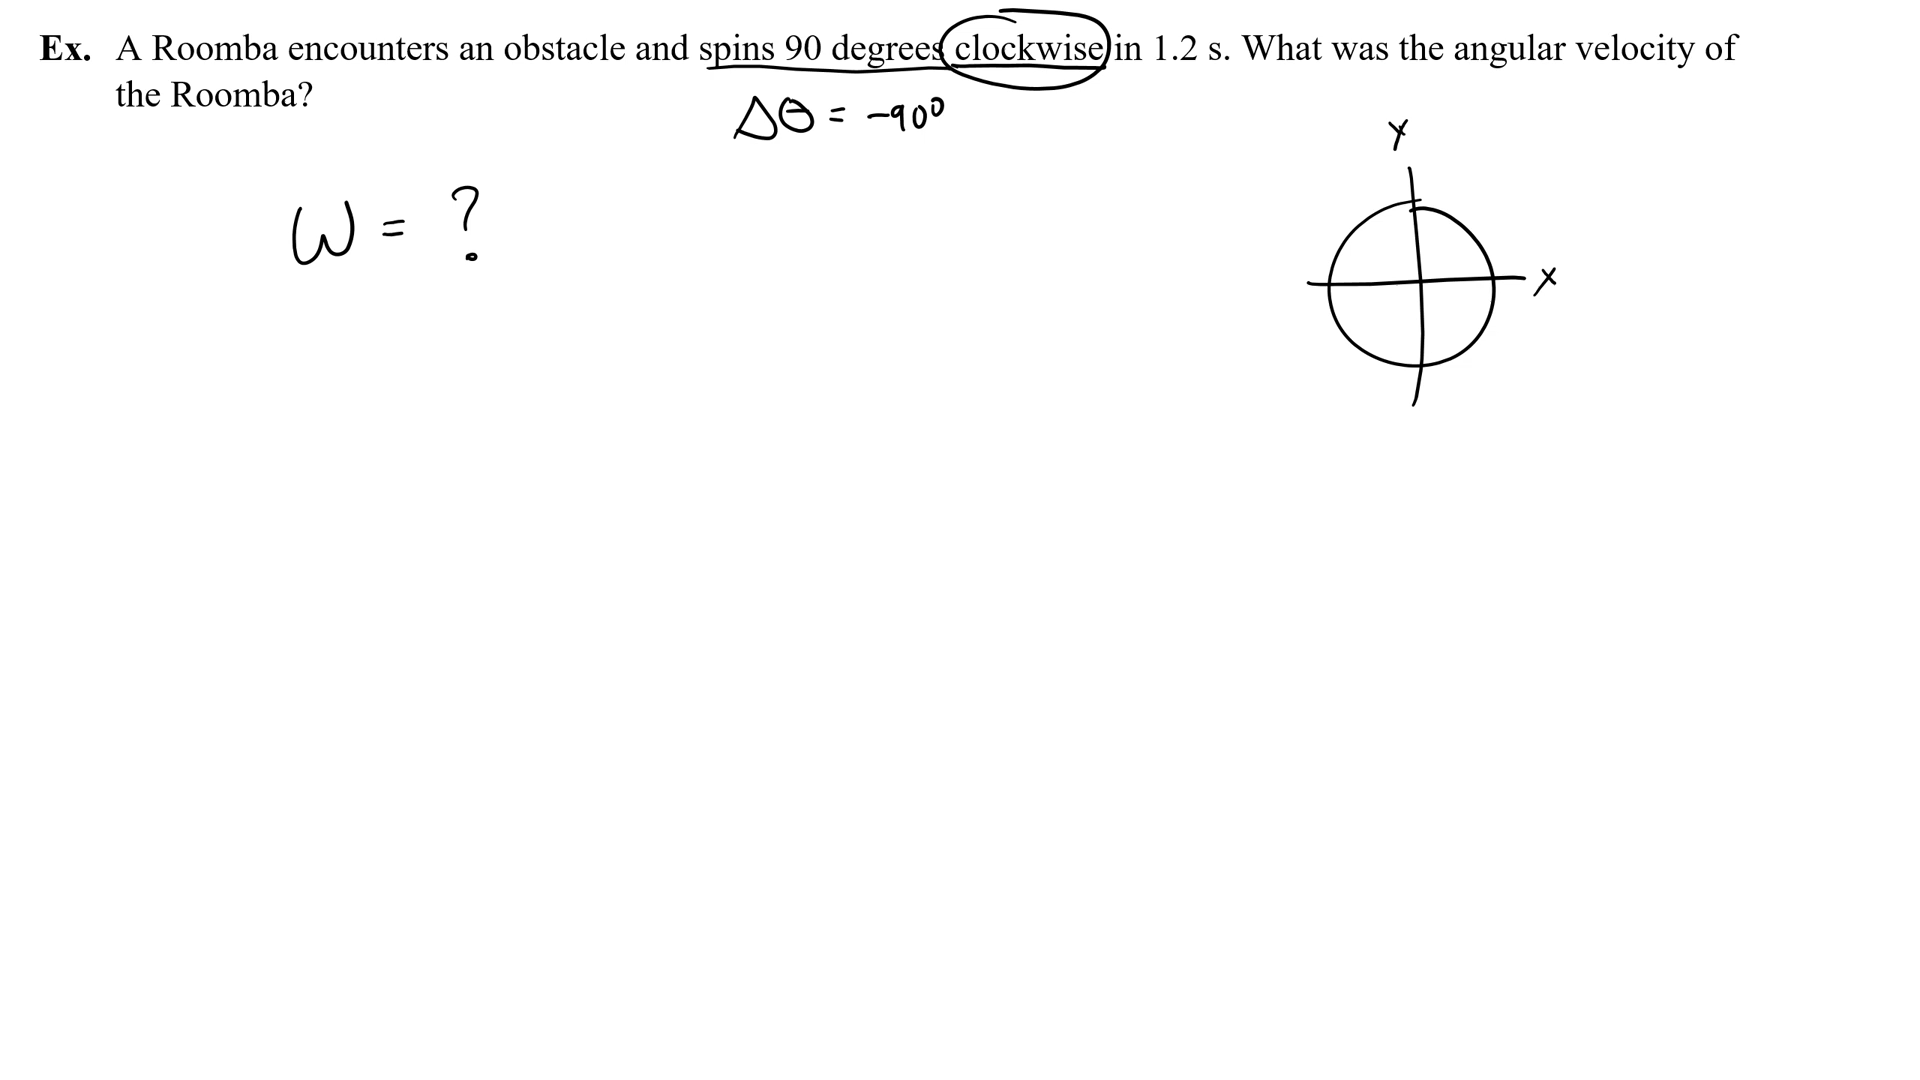 Ex. A Roomba encounters an obstacle and spins 90 degrees clockwise in 1.2 s. What was the angular velocity of
the Roomba?
Δθ = -90°
Y
ω = ?
X